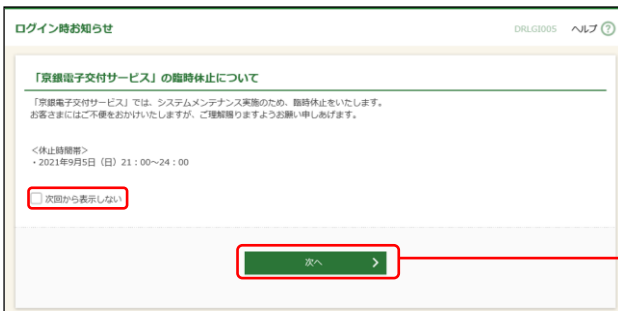 ログイン時お知らせ
DRLGI005 ヘルプ ?
「京銀電子交付サービス」の臨時休止について
「京銀電子交付サービス」では、システムメンテナンス実施のため、臨時休止をいたします。
お客さまにはご不便をおかけいたしますが、ご理解賜りますようお願い申しあげます。
＜休止時間帯＞
・2021年9月5日（日）21：00～24：00
次回から表示しない
次へ